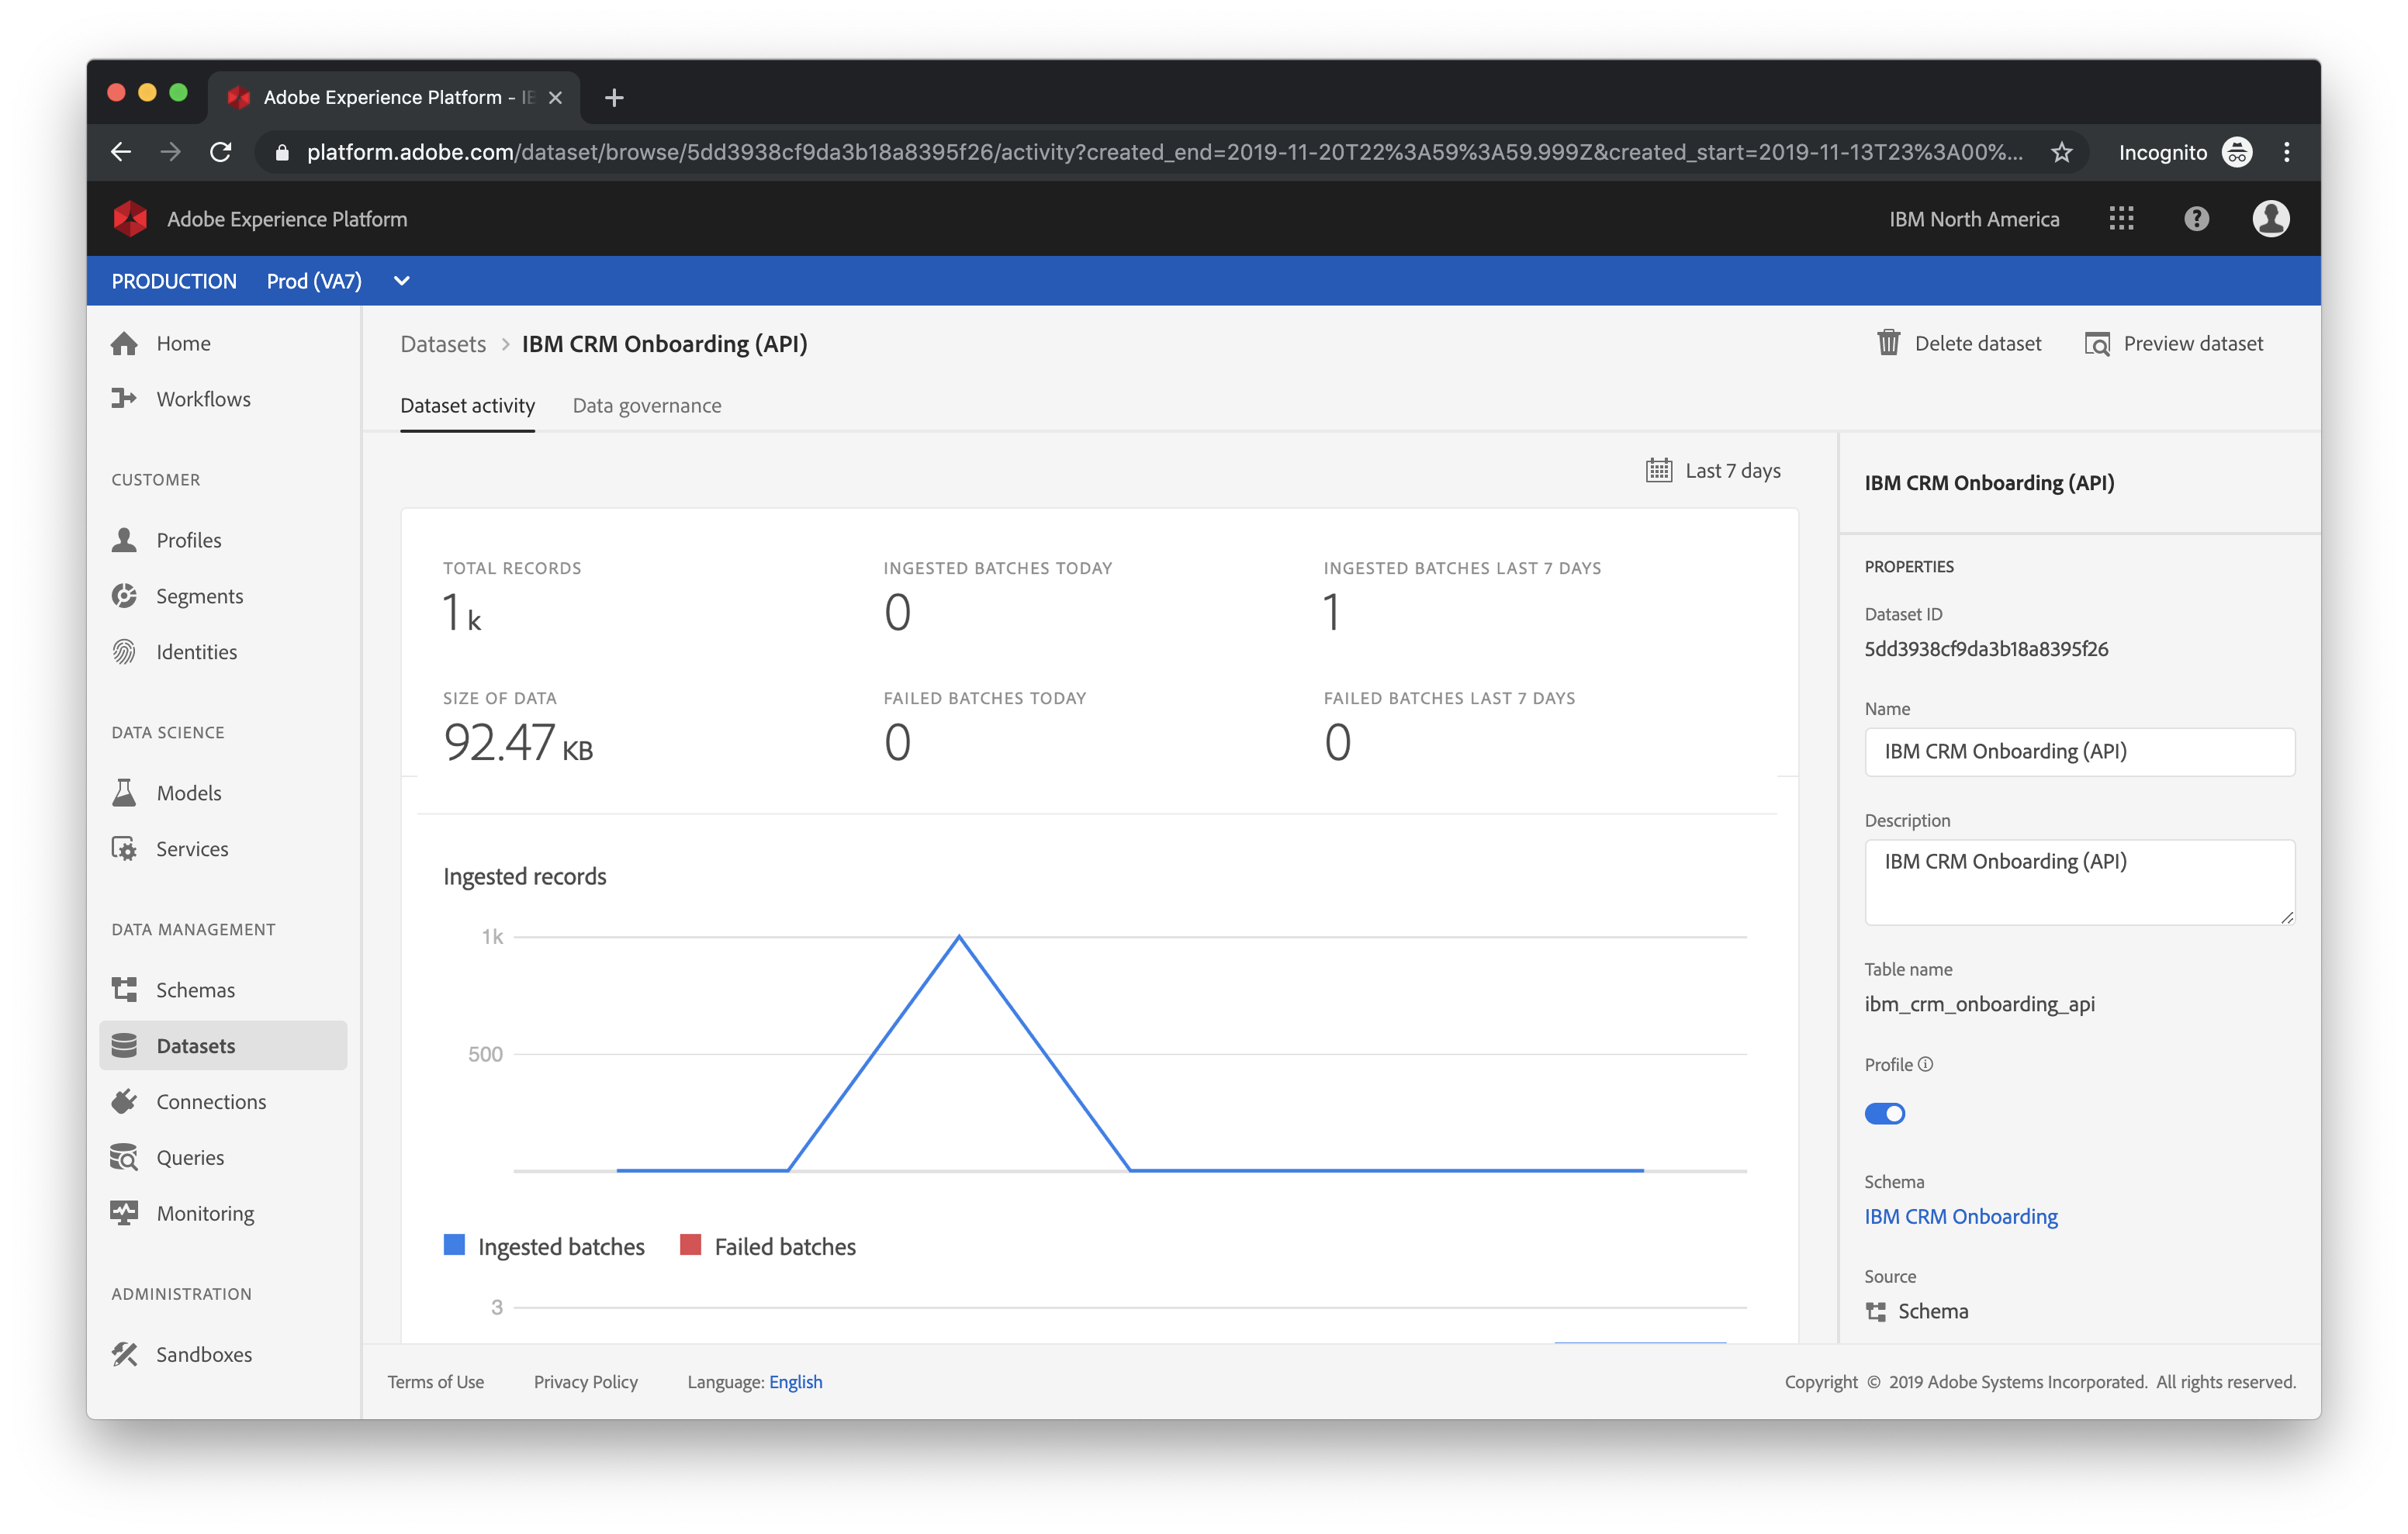 Adobe Experience Platform - IE
platform.adobe.com/dataset/browse/5dd3938cf9da3b18a8395f26/activity?created_end=2019-11-20T22%3A59%3A59.999Z&created_start=2019-11-13T23%3A00%...
Incognito
Adobe Experience Platform
IBM North America
PRODUCTION Prod (VA7)
Home
Workflows
CUSTOMER
Profiles
Segments
Identities
DATA SCIENCE
Models
Services
DATA MANAGEMENT
Schemas
Datasets
Connections
Queries
Monitoring
ADMINISTRATION
Sandboxes
Datasets > IBM CRM Onboarding (API)
Delete dataset
Preview dataset
Dataset activity
Data governance
Last 7 days
TOTAL RECORDS
1 k
INGESTED BATCHES TODAY
0
INGESTED BATCHES LAST 7 DAYS
1
SIZE OF DATA
92.47 KB
FAILED BATCHES TODAY
0
FAILED BATCHES LAST 7 DAYS
0
Ingested records
1k
500
Ingested batches
Failed batches
3
IBM CRM Onboarding (API)
PROPERTIES
Dataset ID
5dd3938cf9da3b18a8395f26
Name
IBM CRM Onboarding (API)
Description
IBM CRM Onboarding (API)
Table name
ibm_crm_onboarding_api
Profile
Schema
IBM CRM Onboarding
Source
Schema
Terms of Use
Privacy Policy
Language: English
Copyright © 2019 Adobe Systems Incorporated. All rights reserved.